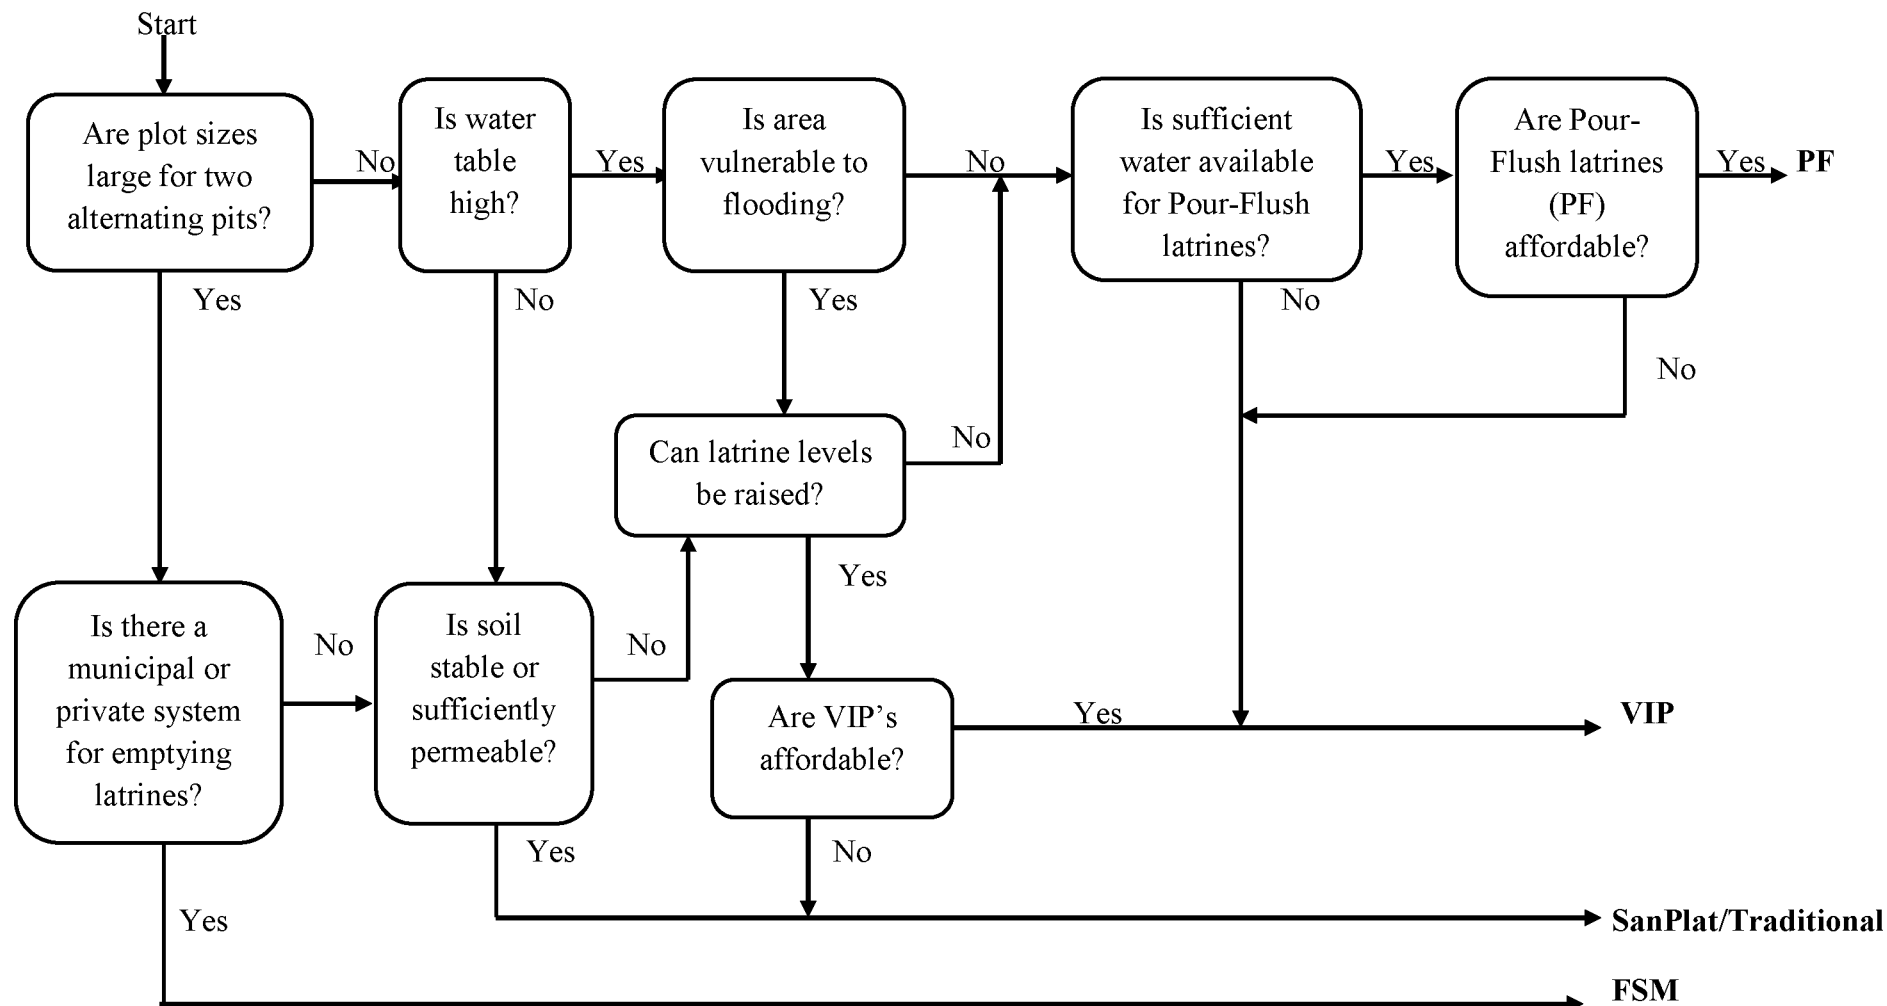 Start
Are plot sizes
large for two
alternating pits?
No
Is water
table
high?
Yes
Is area
vulnerable to
flooding?
No
Is sufficient
water available
for Pour-Flush
latrines?
Yes
Are Pour-
Flush latrines
(PF)
affordable?
Yes
PF
Yes
No
Yes
No
No
Can latrine levels
be raised?
No
Yes
Is there a
municipal or
private system
for emptying
latrines?
No
Is soil
stable or
sufficiently
permeable?
No
Are VIP’s
affordable?
Yes
VIP
Yes
No
Yes
SanPlat/Traditional
FSM